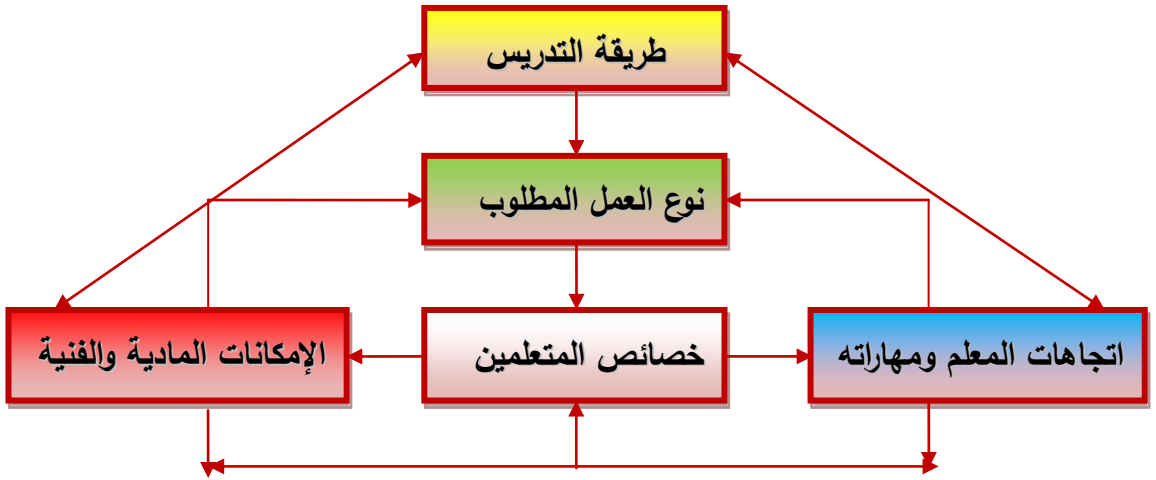 طريقة التدريس
نوع العمل المطلوب
اتجاهات المعلم ومهاراته
خصائص المتعلمين
الإمكانات المادية والفنية